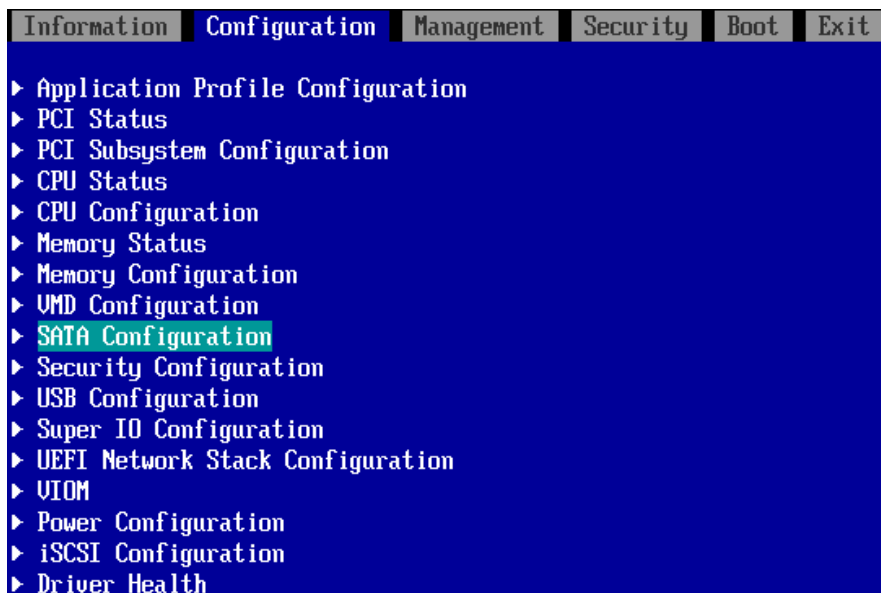 Information Configuration Management Security Boot Exit
Application Profile Configuration
PCI Status
PCI Subsystem Configuration
CPU Status
CPU Configuration
Memory Status
Memory Configuration
VMD Configuration
SATA Configuration
Security Configuration
USB Configuration
Super IO Configuration
UEFI Network Stack Configuration
VIOM
Power Configuration
iSCSI Configuration
Driver Health